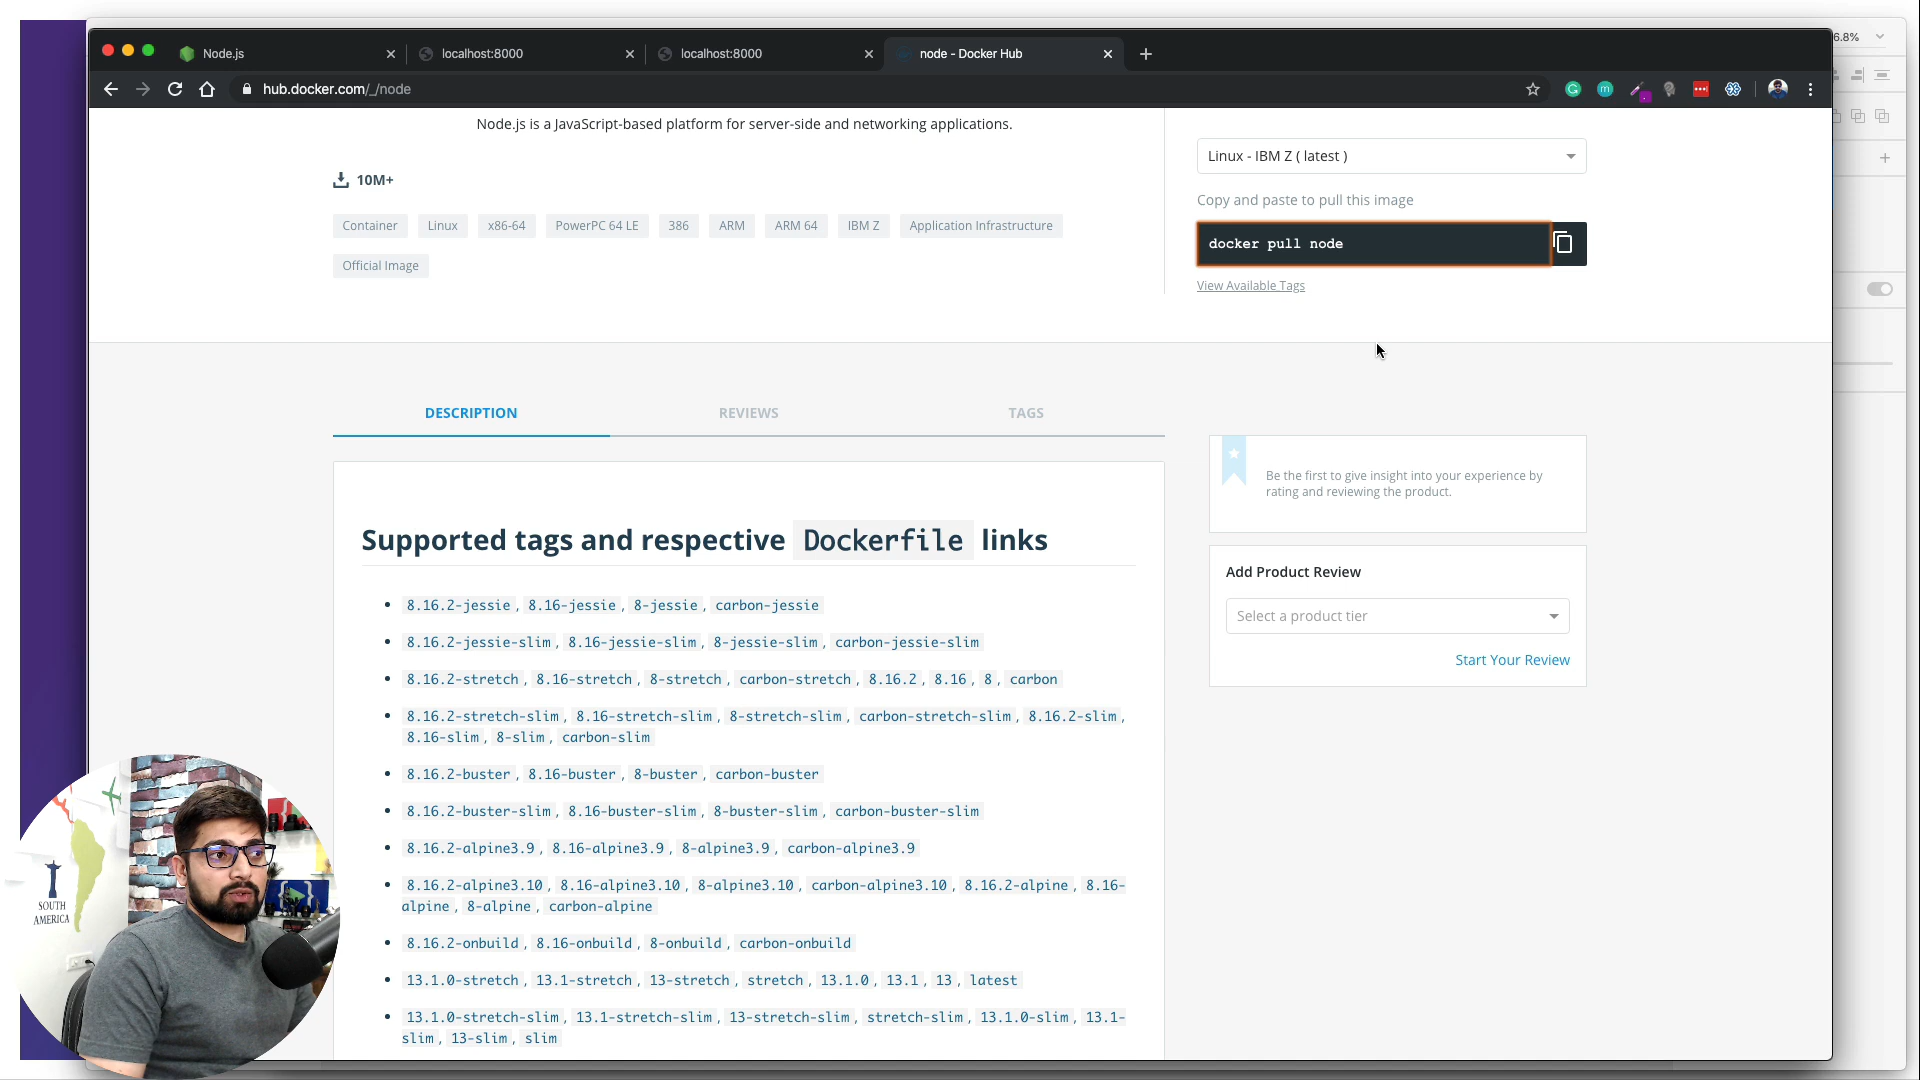 6.8%
Node.js
localhost:8000
localhost:8000
node - Docker Hub
hub.docker.com/_/node
Node.js is a JavaScript-based platform for server-side and networking applications.
10M+
Container
Linux
x86-64
PowerPC 64 LE
386
ARM
ARM 64
IBM Z
Application Infrastructure
Official Image
Linux - IBM Z ( latest )
Copy and paste to pull this image
docker pull node
View Available Tags
DESCRIPTION
REVIEWS
TAGS
Be the first to give insight into your experience by
rating and reviewing the product.
Add Product Review
Select a product tier
Start Your Review
Supported tags and respective Dockerfile links
8.16.2-jessie, 8.16-jessie, 8-jessie, carbon-jessie
8.16.2-jessie-slim, 8.16-jessie-slim, 8-jessie-slim, carbon-jessie-slim
8.16.2-stretch, 8.16-stretch, 8-stretch, carbon-stretch, 8.16.2, 8.16, 8, carbon
8.16.2-stretch-slim, 8.16-stretch-slim, 8-stretch-slim, carbon-stretch-slim, 8.16.2-slim,
8.16-slim, 8-slim, carbon-slim
8.16.2-buster, 8.16-buster, 8-buster, carbon-buster
8.16.2-buster-slim, 8.16-buster-slim, 8-buster-slim, carbon-buster-slim
8.16.2-alpine3.9, 8.16-alpine3.9, 8-alpine3.9, carbon-alpine3.9
8.16.2-alpine3.10, 8.16-alpine3.10, 8-alpine3.10, carbon-alpine3.10, 8.16.2-alpine, 8.16-
alpine, 8-alpine, carbon-alpine
8.16.2-onbuild, 8.16-onbuild, 8-onbuild, carbon-onbuild
13.1.0-stretch, 13.1-stretch, 13-stretch, stretch, 13.1.0, 13.1, 13, latest
13.1.0-stretch-slim, 13.1-stretch-slim, 13-stretch-slim, stretch-slim, 13.1.0-slim, 13.1-
slim, 13-slim, slim
SOUTH
AMERICA